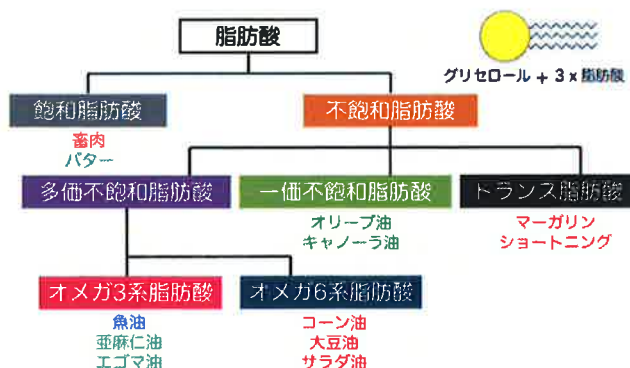 脂肪酸
グリセロール + 3 x 脂肪酸
飽和脂肪酸
不飽和脂肪酸
畜肉
バター
多価不飽和脂肪酸
一価不飽和脂肪酸
トランス脂肪酸
オリーブ油
キャノーラ油
マーガリン
ショートニング
オメガ3系脂肪酸
オメガ6系脂肪酸
魚油
亜麻仁油
エゴマ油
コーン油
大豆油
サラダ油